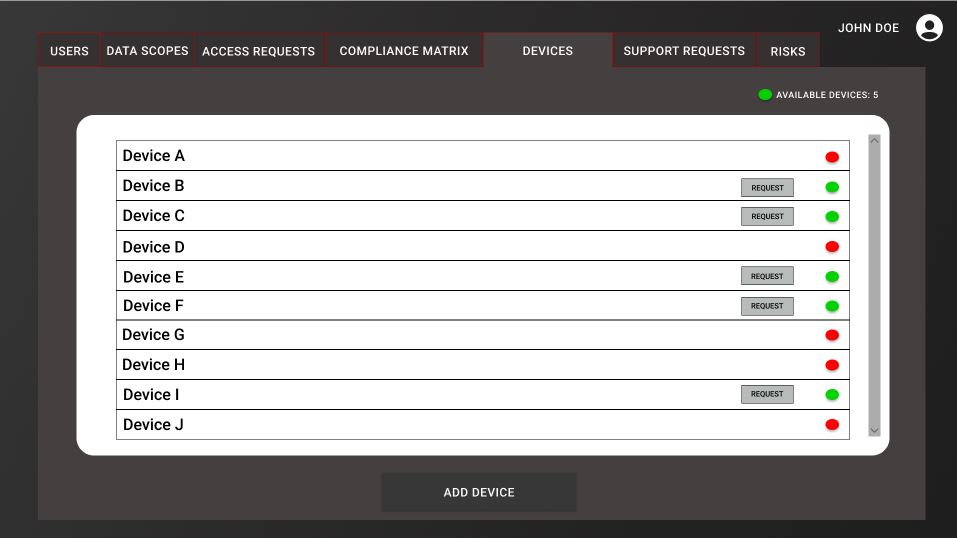 JOHN DOE
USERS DATA SCOPES ACCESS REQUESTS COMPLIANCE MATRIX DEVICES SUPPORT REQUESTS RISKS
AVAILABLE DEVICES: 5
Device A
Device B REQUEST
Device C REQUEST
Device D
Device E REQUEST
Device F REQUEST
Device G
Device H
Device I REQUEST
Device J
ADD DEVICE